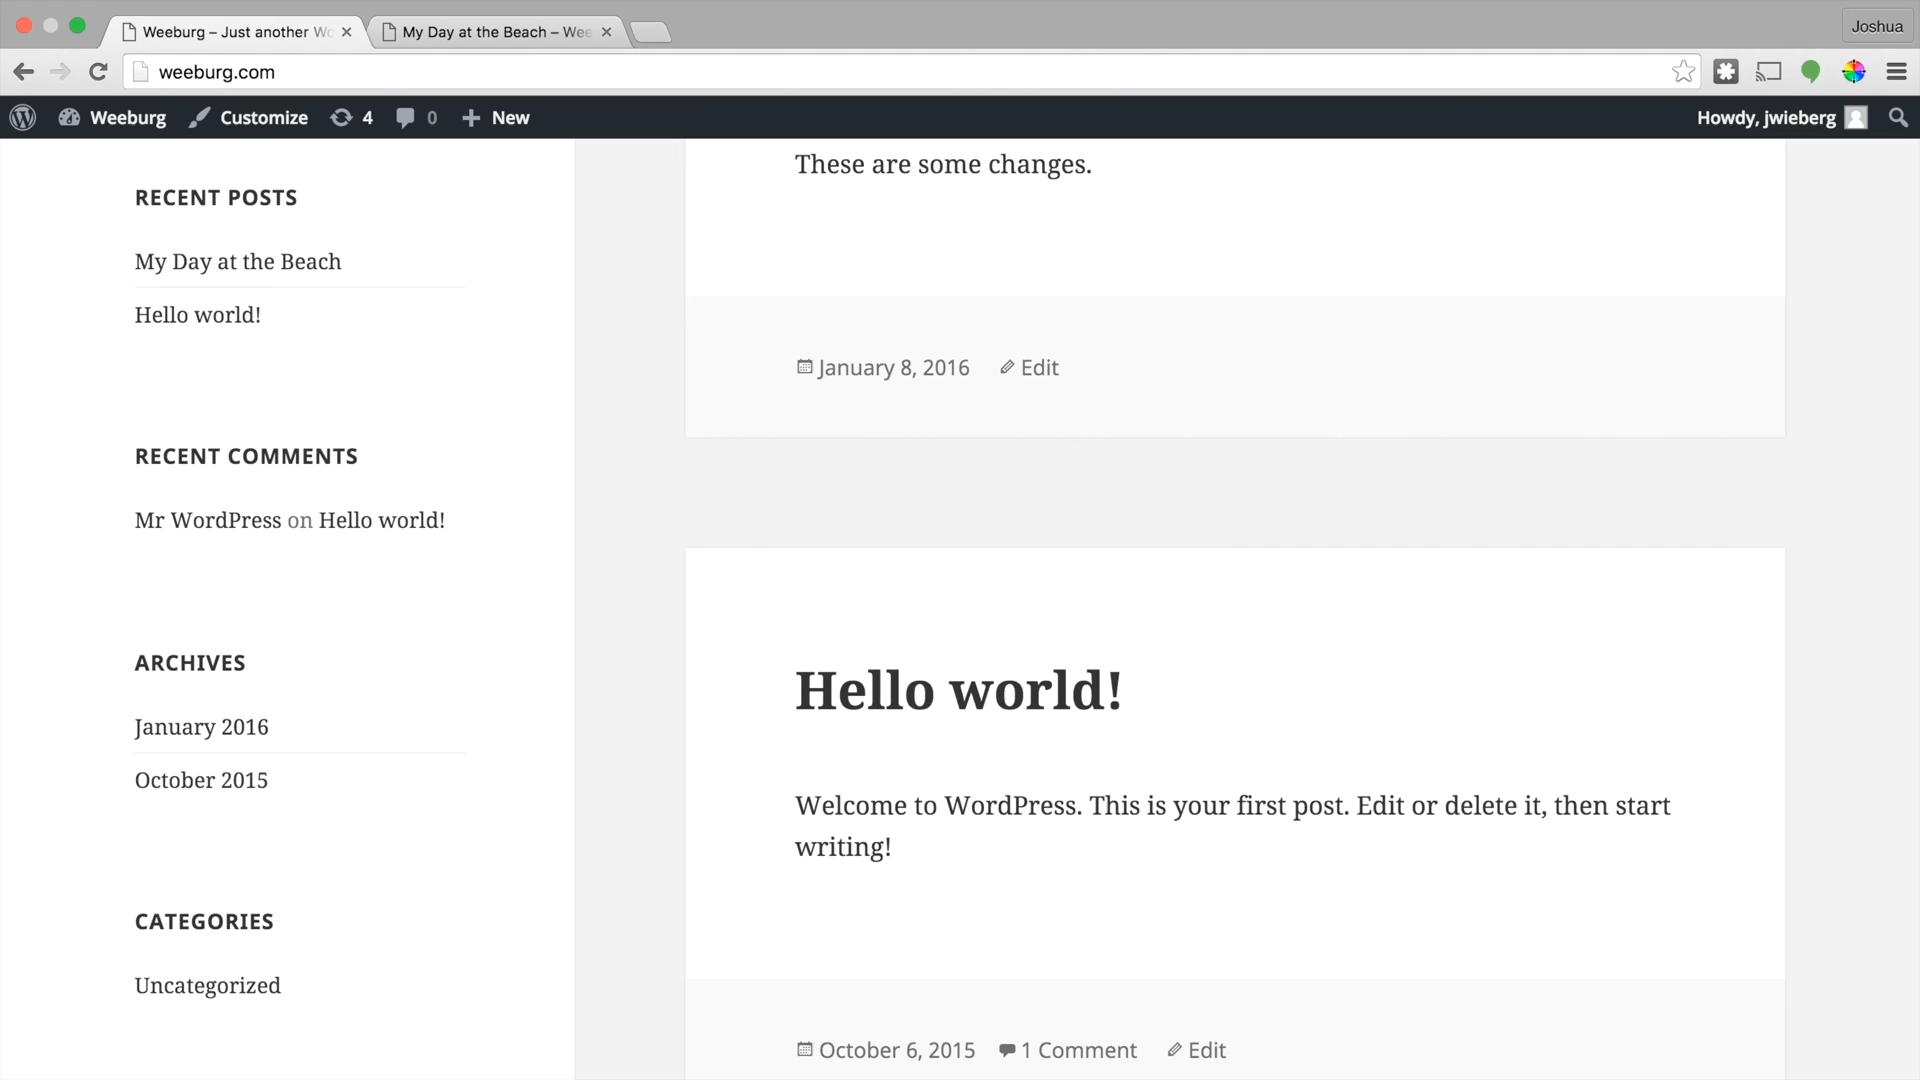 Weeburg – Just another Wo
My Day at the Beach – Wee
Joshua
weeburg.com
Weeburg
Customize
4
0
New
Howdy, jwieberg
RECENT POSTS
My Day at the Beach
Hello world!
RECENT COMMENTS
Mr WordPress on Hello world!
ARCHIVES
January 2016
October 2015
CATEGORIES
Uncategorized
These are some changes.
January 8, 2016 Edit
Hello world!
Welcome to WordPress. This is your first post. Edit or delete it, then start
writing!
October 6, 2015 1 Comment Edit